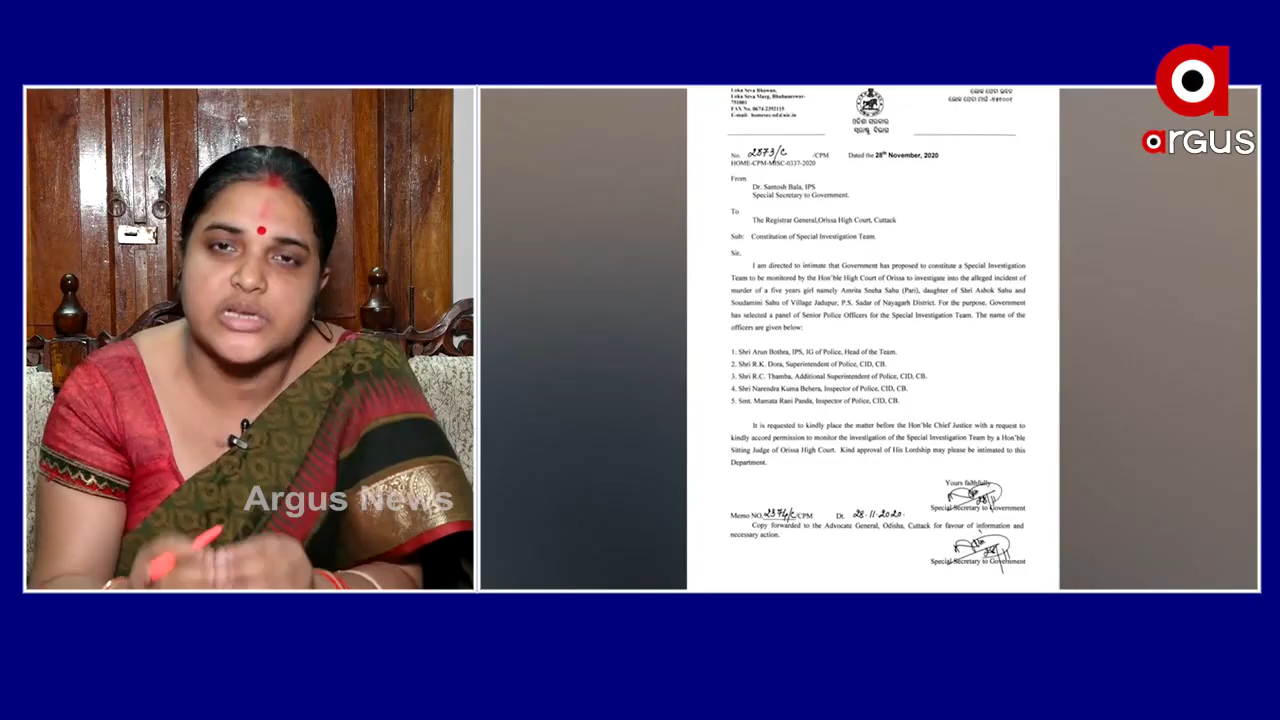 argus
Argus News
Loka Seva Bhawan,
Loka Seva Marg, Bhubaneswar-
751001
FAX No. 0674-2392115
E-mail- homesec.od@nic.in
ଓଡ଼ିଶା ସରକାର
ଲୋକ ସେବା ଭବନ
ଲୋକ ସେବା ମାର୍ଗ -୭୫୧୦୦୧
No. 2873/C /CPM Dated the 28th November, 2020
HOME-CPM-MISC-0337-2020
From
Dr. Santosh Bala, IPS
Special Secretary to Government.
To
The Registrar General,Orissa High Court, Cuttack
Sub: Constitution of Special Investigation Team.
Sir,
I am directed to intimate that Government has proposed to constitute a Special Investigation
Team to be monitored by the Hon'ble High Court of Orissa to investigate into the alleged incident of
murder of a five years girl namely Amrita Sneha Sahu (Pari), daughter of Shri Ashok Sahu and
Soudamini Sahu of Village Jadupur, P.S. Sadar of Nayagarh District. For the purpose, Government
has selected a panel of Senior Police Officers for the Special Investigation Team. The name of the
officers are given below:
1. Shri Arun Bothra, IPS, IG of Police, Head of the Team.
2. Shri R.K. Dora, Superintendent of Police, CID, CB.
3. Shri R.C. Thamba, Additional Superintendent of Police, CID, CB.
4. Shri Narendra Kuma Behera, Inspector of Police, CID, CB.
5. Smt. Mamata Rani Panda, Inspector of Police, CID, CB.
It is requested to kindly place the matter before the Hon'ble Chief Justice with a request to
kindly accord permission to monitor the investigation of the Special Investigation Team by a Hon'ble
Sitting Judge of Orissa High Court. Kind approval of His Lordship may please be intimated to this
Department.
Yours faithfully
Special Secretary to Government
Memo NO. 2374/C/CPM Dt. 28.11.2020.
Copy forwarded to the Advocate General, Odisha, Cuttack for favour of information and
necessary action.
Special Secretary to Government